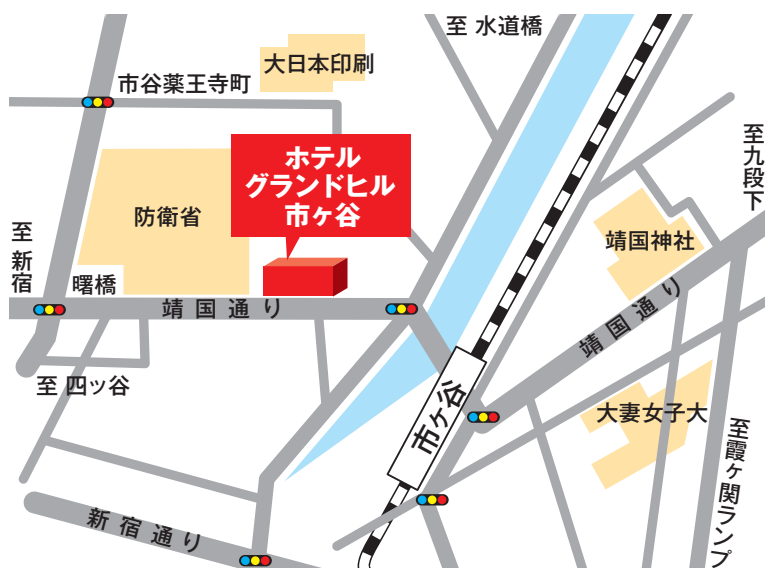 至 水道橋
大日本印刷
市谷薬王寺町
至九段下
ホテル
グランドヒル
市ヶ谷
防衛省
靖国神社
至 新宿
曙橋
靖国通り
靖国通り
至 四ッ谷
市ヶ谷
大妻女子大
至霞ヶ関ランプ
新宿通り